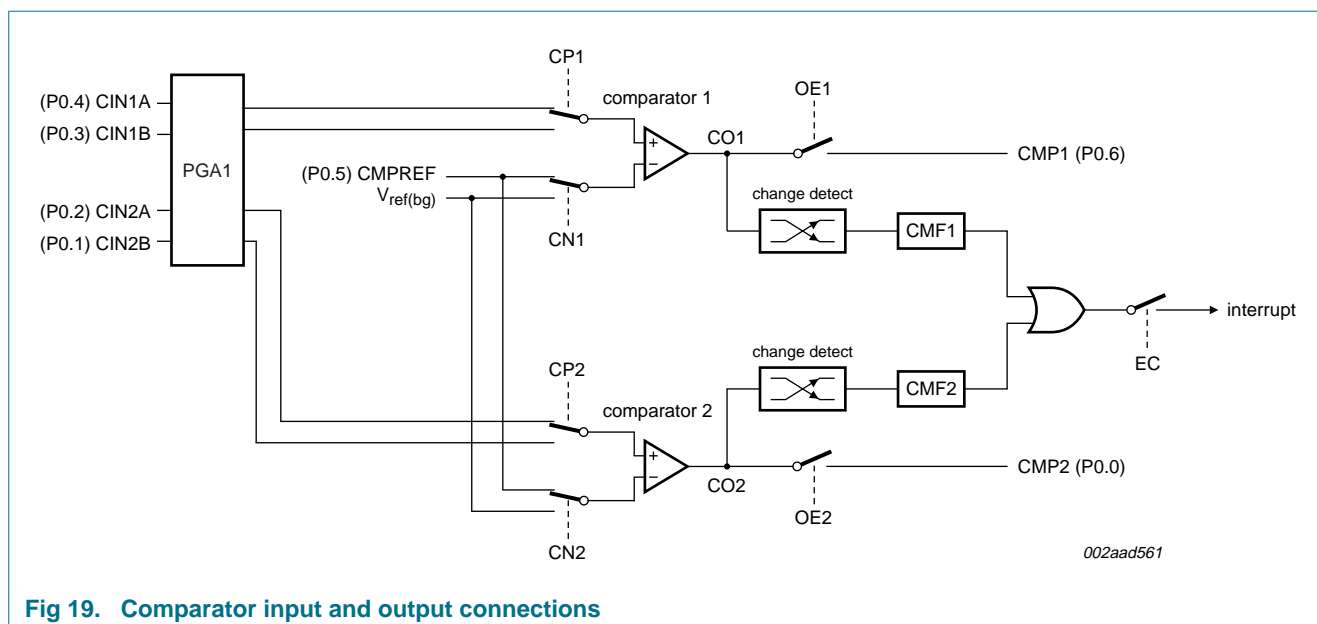 CP1
OE1
(P0.4) CIN1A
comparator 1
(P0.3) CIN1B
+
CO1
CMP1 (P0.6)
PGA1
(P0.5) CMPREF
−
Vref(bg)
change detect
(P0.2) CIN2A
CMF1
(P0.1) CIN2B
CN1
interrupt
change detect
EC
CP2
CMF2
comparator 2
+
CMP2 (P0.0)
−
CO2
OE2
CN2
002aad561
Fig 19. Comparator input and output connections